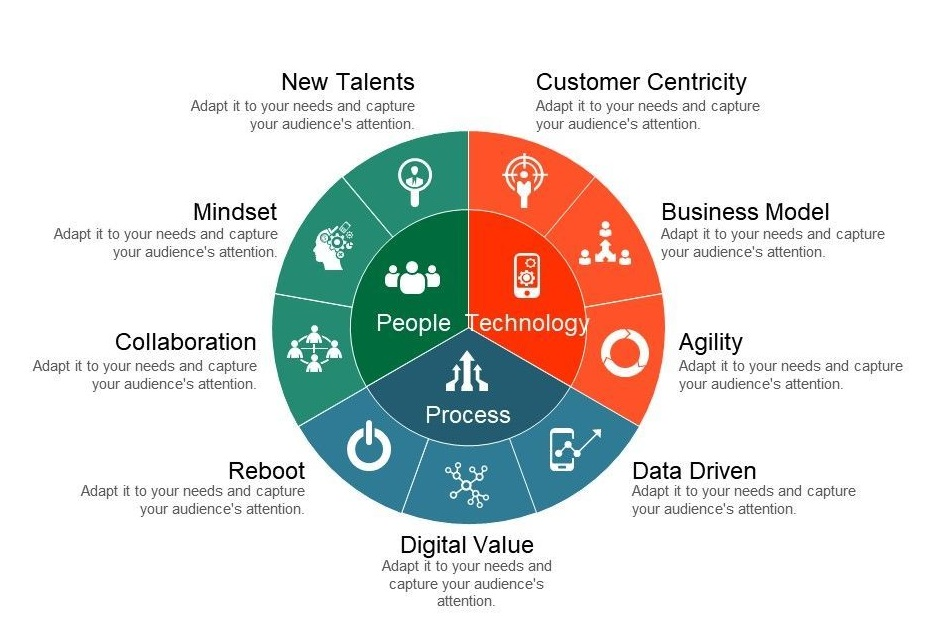 New Talents
Adapt it to your needs and capture
your audience's attention.
Customer Centricity
Adapt it to your needs and capture
your audience's attention.
Mindset
Adapt it to your needs and capture
your audience's attention.
Business Model
Adapt it to your needs and capture
your audience's attention.
People
Technology
Process
Collaboration
Adapt it to your needs and capture
your audience's attention.
Agility
Adapt it to your needs and capture
your audience's attention.
Reboot
Adapt it to your needs and capture
your audience's attention.
Data Driven
Adapt it to your needs and capture
your audience's attention.
Digital Value
Adapt it to your needs and
capture your audience's
attention.